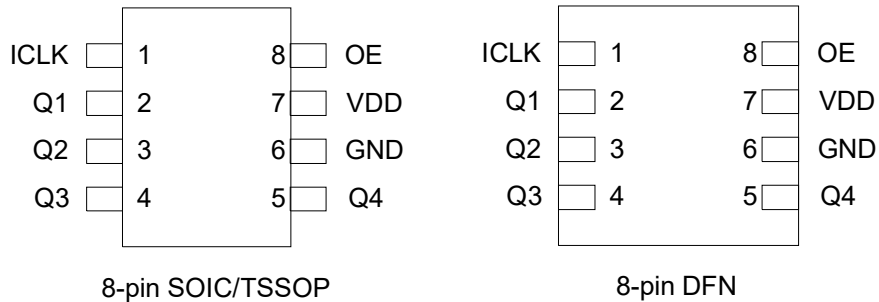 ICLK 1 8 OE
Q1 2 7 VDD
Q2 3 6 GND
Q3 4 5 Q4
8-pin SOIC/TSSOP
ICLK 1 8 OE
Q1 2 7 VDD
Q2 3 6 GND
Q3 4 5 Q4
8-pin DFN